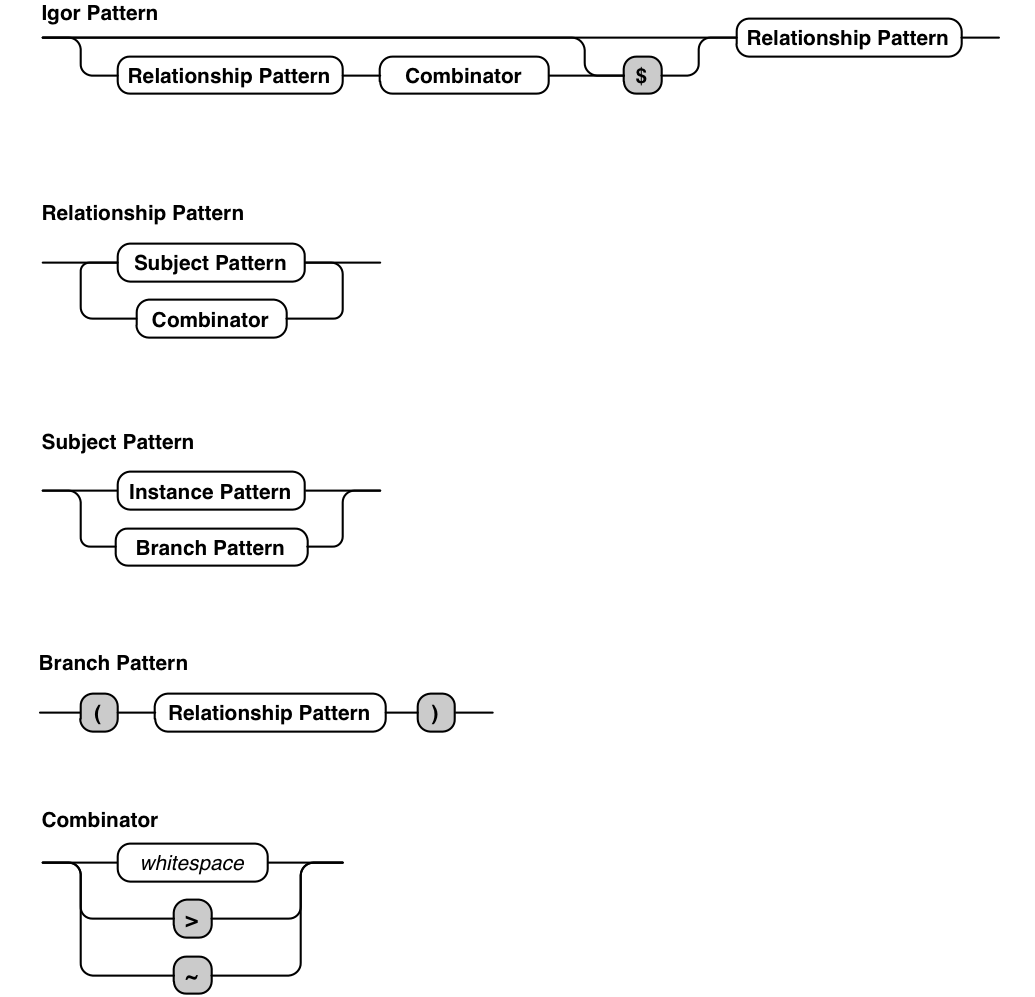 Igor Pattern
Relationship Pattern
Relationship Pattern Combinator $
Relationship Pattern
Subject Pattern
Combinator
Subject Pattern
Instance Pattern
Branch Pattern
Branch Pattern
( Relationship Pattern )
Combinator
whitespace
>
~